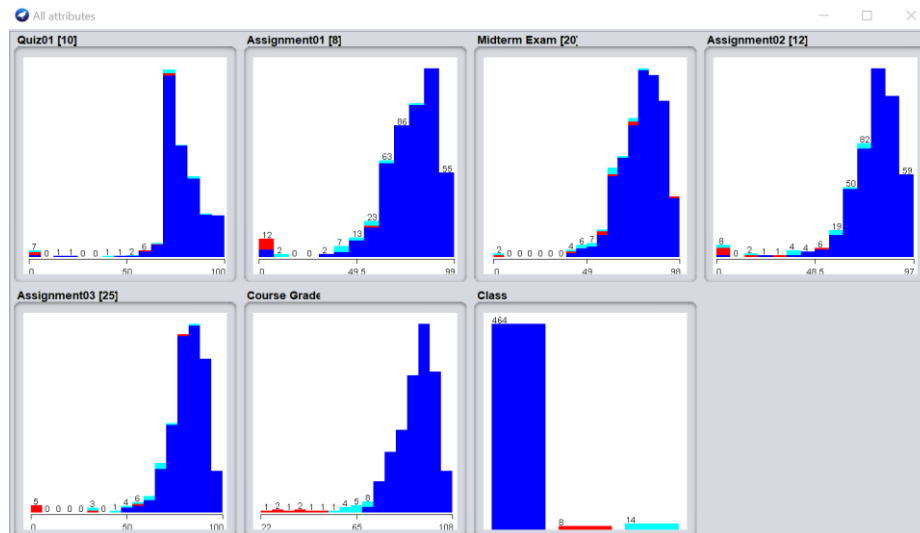 All attributes
Quiz01 [10]
Assignment01 [8]
Midterm Exam [20]
Assignment02 [12]
7 0 1 1 0 0 1 1 2 6
0 50 100
12 2 0 0 2 7 13 23 63 86 55
0 49.5 99
2 0 0 0 0 0 4 6 7
0 49 98
8 0 2 1 1 4 4 6 19 50 82 59
0 48.5 97
Assignment03 [25]
Course Grade
Class
5 0 0 0 0 3 0 1 4 6
0 50 100
1 2 1 2 1 1 1 4 5 8
22 65 108
464
8
14